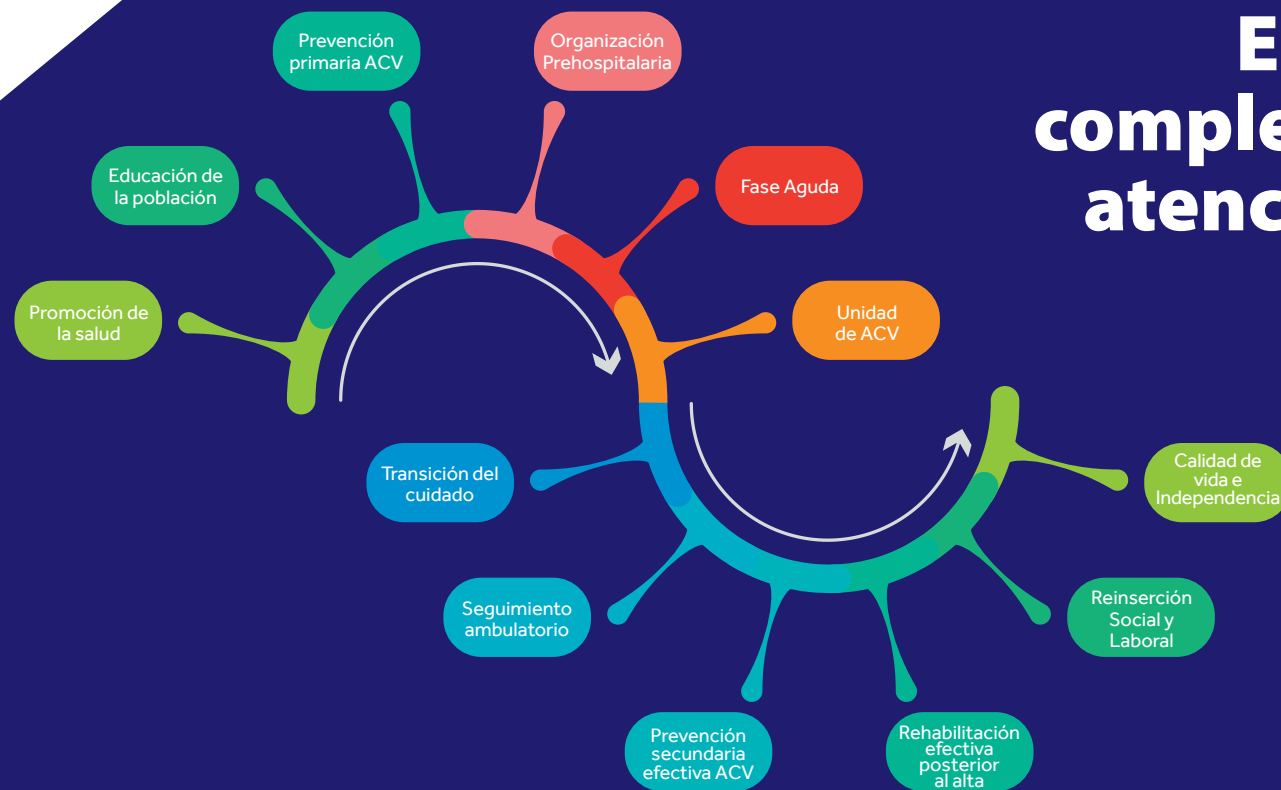 Prevención
primaria ACV
Organización
Prehospitalaria
E
comple
atenc
Educación de
la población
Fase Aguda
Promoción de
la salud
Unidad
de ACV
Transición del
cuidado
Calidad de
vida e
Independencia
Seguimiento
ambulatorio
Reinserción
Social y
Laboral
Prevención
secundaria
efectiva ACV
Rehabilitación
efectiva
posterior
al alta